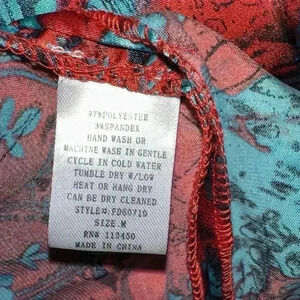 97%POLYESTER
3%SPANDEX
HAND WASH OR
MACHINE WASH IN GENTLE
CYCLE IN COLD WATER
TUMBLE DRY W/LOW
HEAT OR HANG DRY
CAN BE DRY CLEANED
STYLE#:FD60710
SIZE:M
RN# 113450
MADE IN CHINA